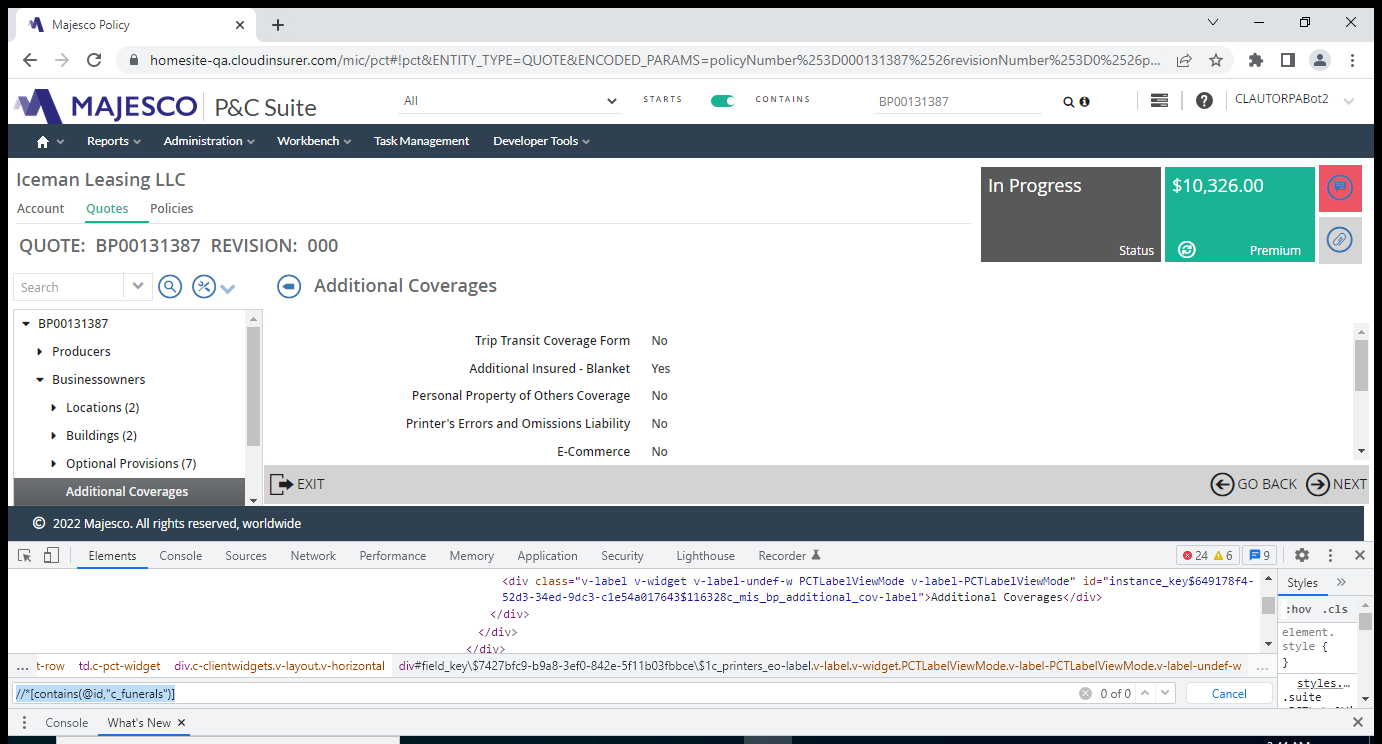 Majesco Policy
homesite-qa.cloudinsurer.com/mic/pct#!pct&ENTITY_TYPE=QUOTE&ENCODED_PARAMS=policyNumber%253D000131387%2526revisionNumber%253D0%2526p...
MAJESCO P&C Suite All STARTS CONTAINS BP00131387 CLAUTORPABot2
Reports Administration Workbench Task Management Developer Tools
Iceman Leasing LLC
Account Quotes Policies
In Progress
Status
$10,326.00
Premium
QUOTE: BP00131387 REVISION: 000
Search
Additional Coverages
BP00131387
Producers
Businessowners
Locations (2)
Buildings (2)
Optional Provisions (7)
Additional Coverages
Trip Transit Coverage Form No
Additional Insured - Blanket Yes
Personal Property of Others Coverage No
Printer's Errors and Omissions Liability No
E-Commerce No
EXIT GO BACK NEXT
© 2022 Majesco. All rights reserved, worldwide
Elements Console Sources Network Performance Memory Application Security Lighthouse Recorder 24 6 9
<div class="v-label v-widget v-label-undef-w PCTLabelViewMode v-label-PCTLabelViewMode" id="instance_key$649178f4-
52d3-34ed-9dc3-c1e54a017643$116328c_mis_bp_additional_cov-label">Additional Coverages</div>
</div>
</div>
</div>
Styles »
:hov .cls
element.
style {
}
styles.…
.suite
... t-row td.c-pct-widget div.c-clientwidgets.v-layout.v-horizontal div#field_key\$7427bfc9-b9a8-3ef0-842e-5f11b03fbbce\$1c_printers_eo-label.v-label.v-widget.PCTLabelViewMode.v-label-PCTLabelViewMode.v-label-undef-w ...
//*[contains(@id,"c_funerals")] 0 of 0 Cancel
Console What's New